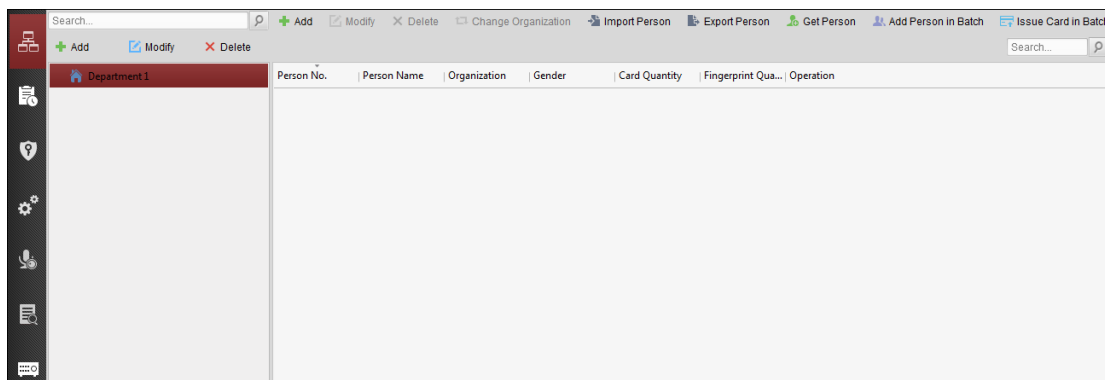 Search... Add Modify Delete Change Organization Import Person Export Person Get Person Add Person in Batch Issue Card in Batch
Add Modify Delete Search...
Department 1 Person No. Person Name Organization Gender Card Quantity Fingerprint Qua... Operation